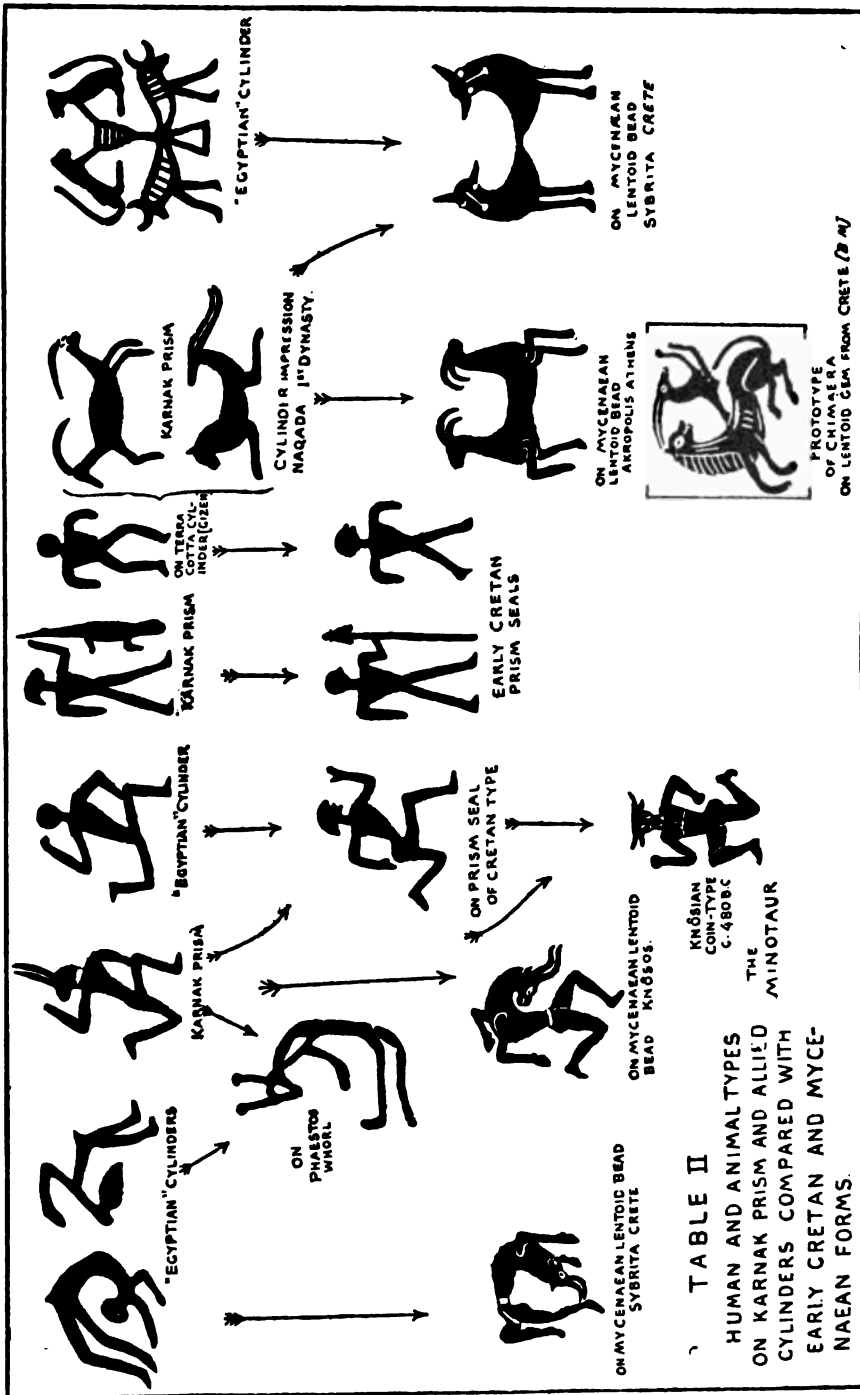 "EGYPTIAN" CYLINDERS
KARNAK PRISM
"EGYPTIAN" CYLINDER
"KARNAK PRISM
ON TERRA
COTTA CYL-
INDER [GIZEH]
KARNAK PRISM
CYLINDER IMPRESSION
NAQADA 1ST DYNASTY.
"EGYPTIAN" CYLINDER
ON
PHAESTOS
WHORL
ON PRISM SEAL
OF CRETAN TYPE
EARLY CRETAN
PRISM SEALS
ON MYCENAEAN
LENTOID BEAD
AKROPOLIS ATHENS
ON MYCENAEAN
LENTOID BEAD
SYBRITA CRETE
ON MYCENAEAN LENTOID BEAD
SYBRITA CRETE
ON MYCENAEAN LENTOID
BEAD KNÔSOS.
KNÔSIAN
COIN-TYPE
C. 480 B.C
THE
MINOTAUR
PROTOTYPE
OF CHIMAERA
ON LENTOID GEM FROM CRETE [B M]
TABLE II
HUMAN AND ANIMAL TYPES
ON KARNAK PRISM AND ALLIED
CYLINDERS COMPARED WITH
EARLY CRETAN AND MYCE-
NAEAN FORMS.